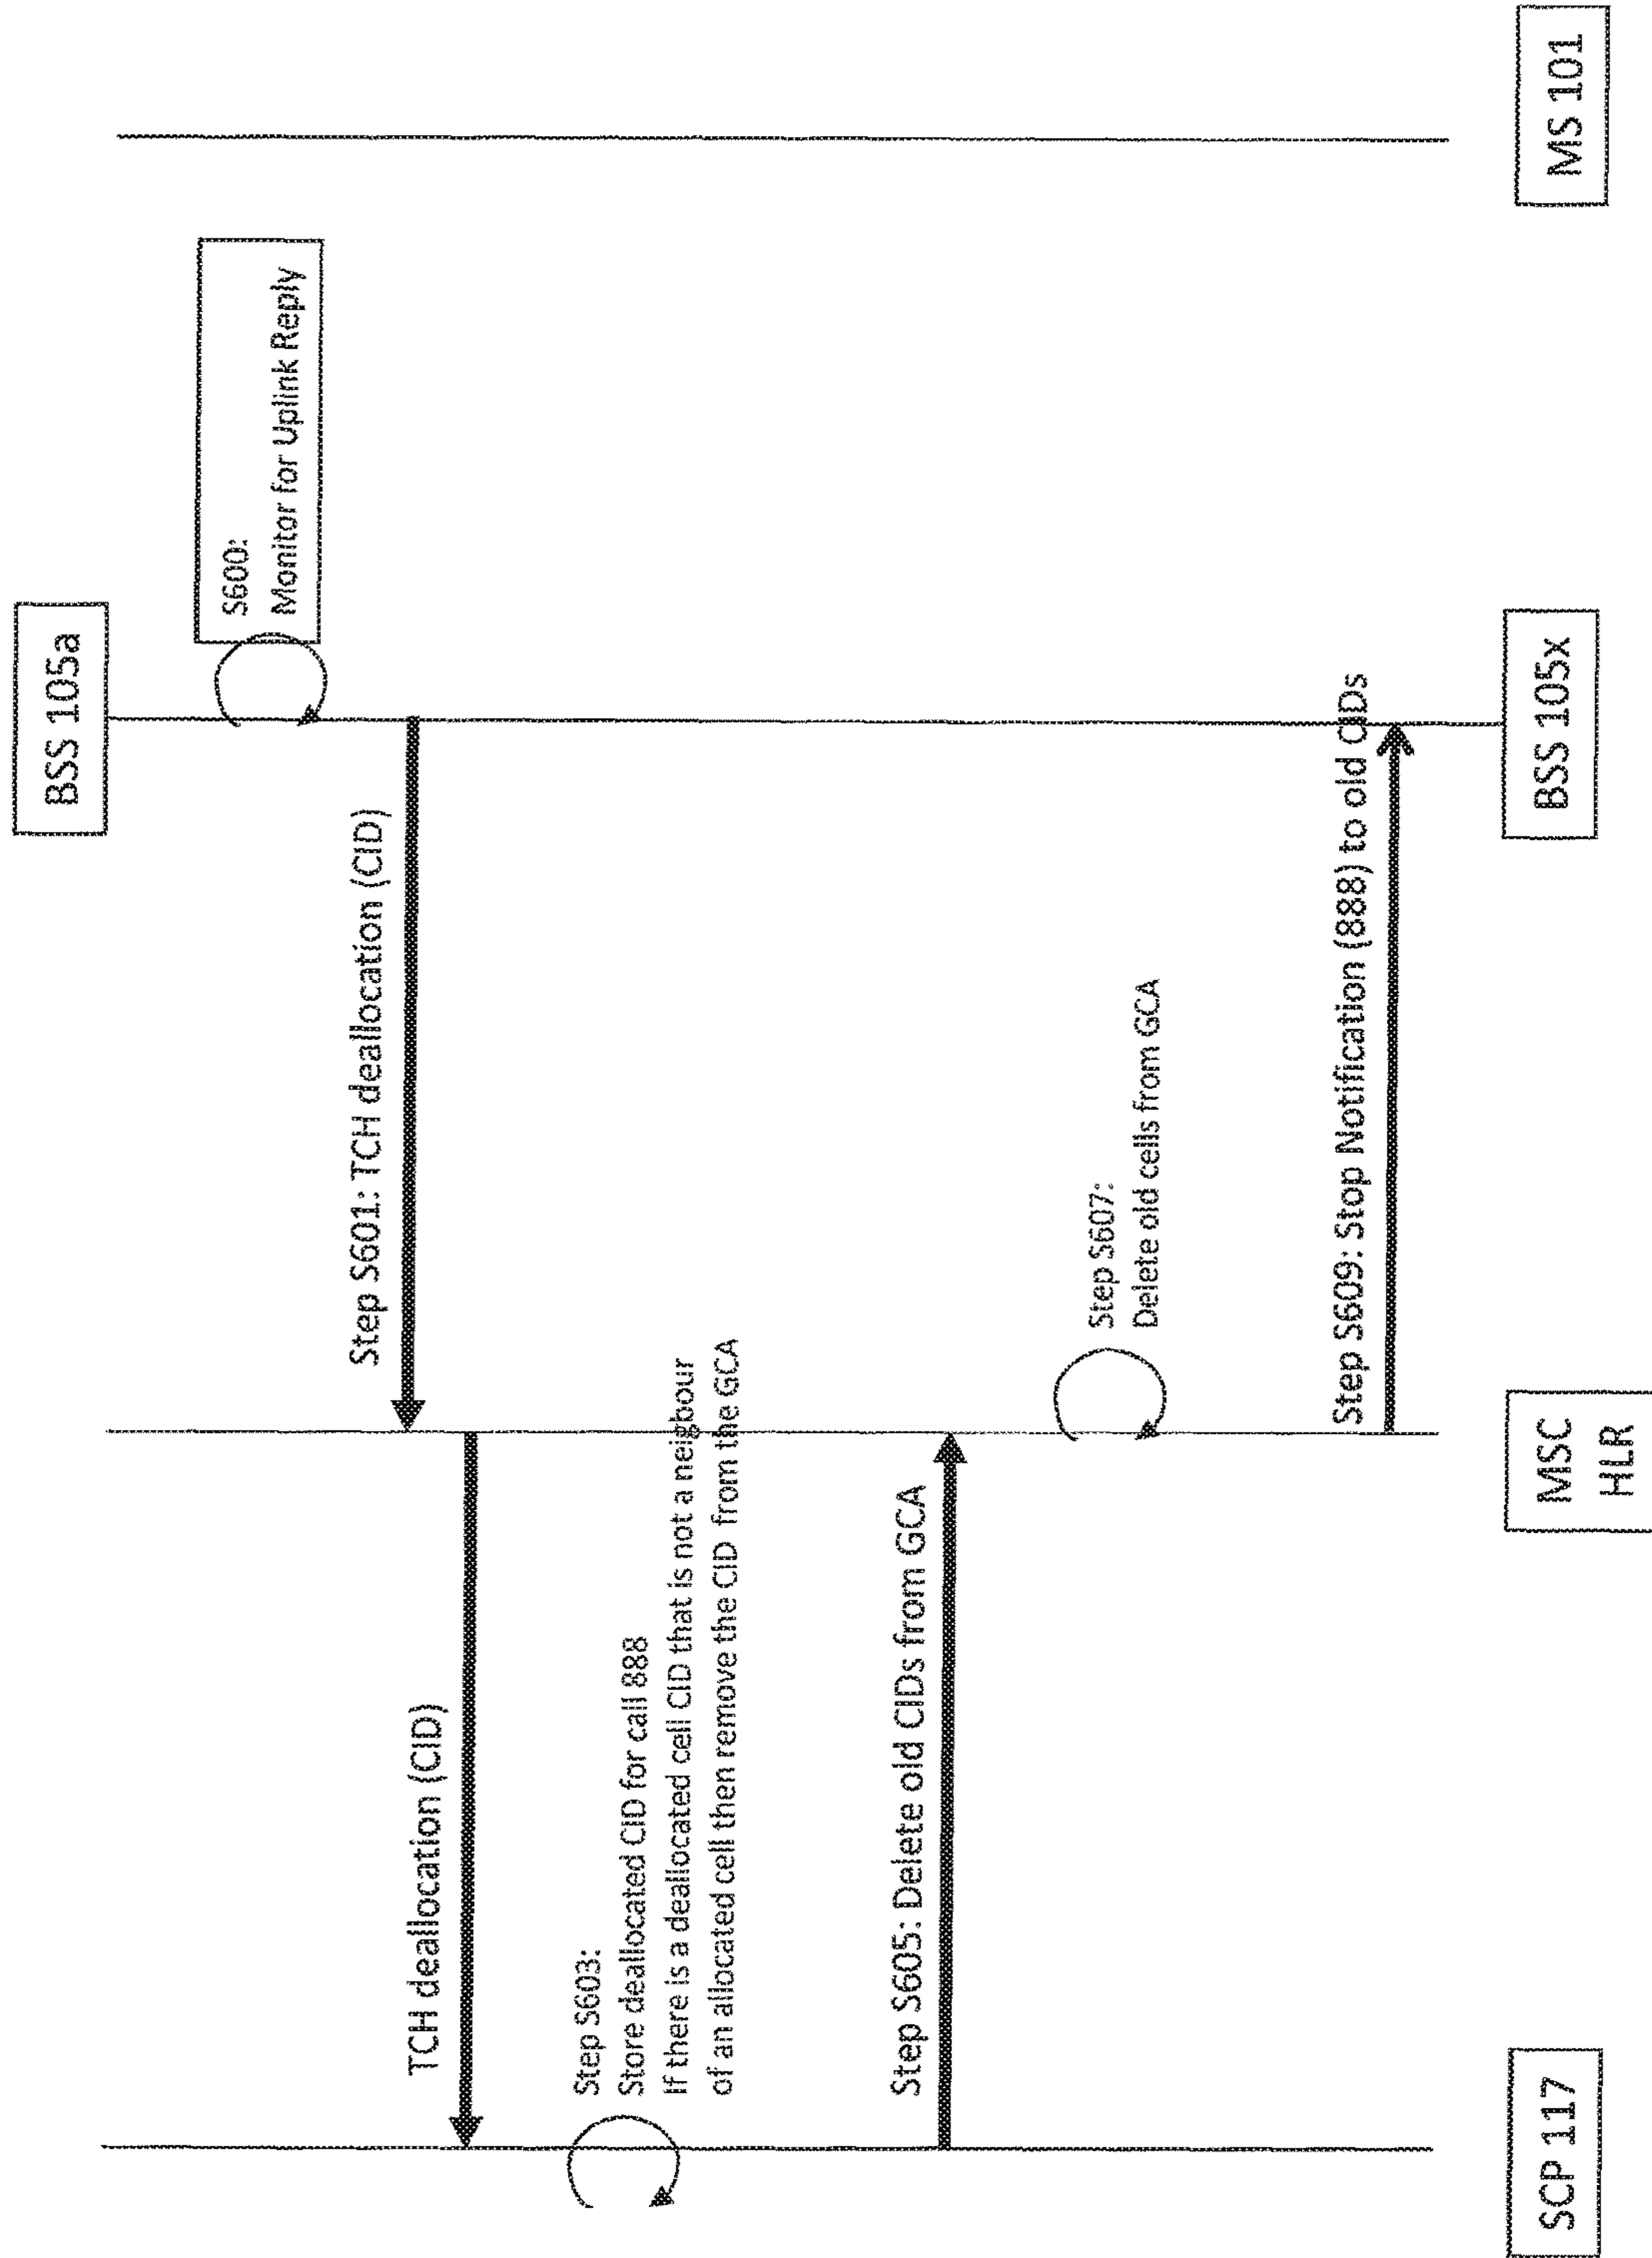 BSS 105a
S600:
Monitor for Uplink Reply
Step S601: TCH deallocation (CID)
TCH deallocation (CID)
Step S603:
Store deallocated CID for call 888
If there is a deallocated cell CID that is not a neigbour
of an allocated cell then remove the CID from the GCA
Step S605: Delete old CIDs from GCA
Step S607:
Delete old cells from GCA
Step S609: Stop Notification (888) to old CIDs
SCP 117
MSC
HLR
BSS 105x
MS 101